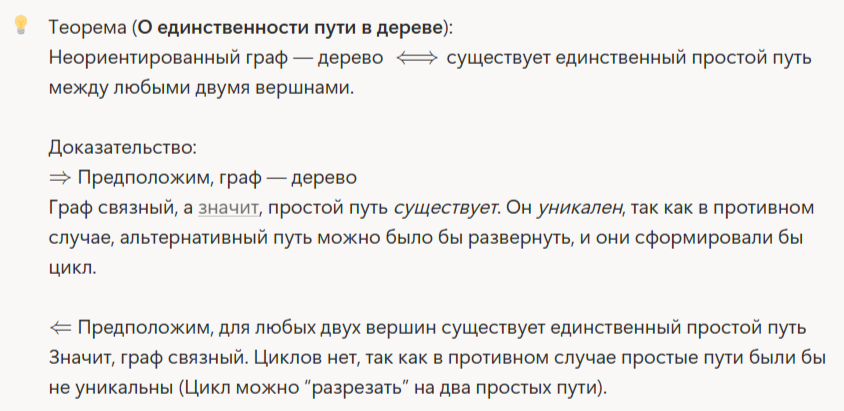 Теорема (О единственности пути в дереве):
Неориентированный граф — дерево ⟺ существует единственный простой путь
между любыми двумя вершнами.
Доказательство:
⇒ Предположим, граф — дерево
Граф связный, а значит, простой путь существует. Он уникален, так как в противном
случае, альтернативный путь можно было бы развернуть, и они сформировали бы
цикл.
⇐ Предположим, для любых двух вершин существует единственный простой путь
Значит, граф связный. Циклов нет, так как в противном случае простые пути были бы
не уникальны (Цикл можно “разрезать” на два простых пути).